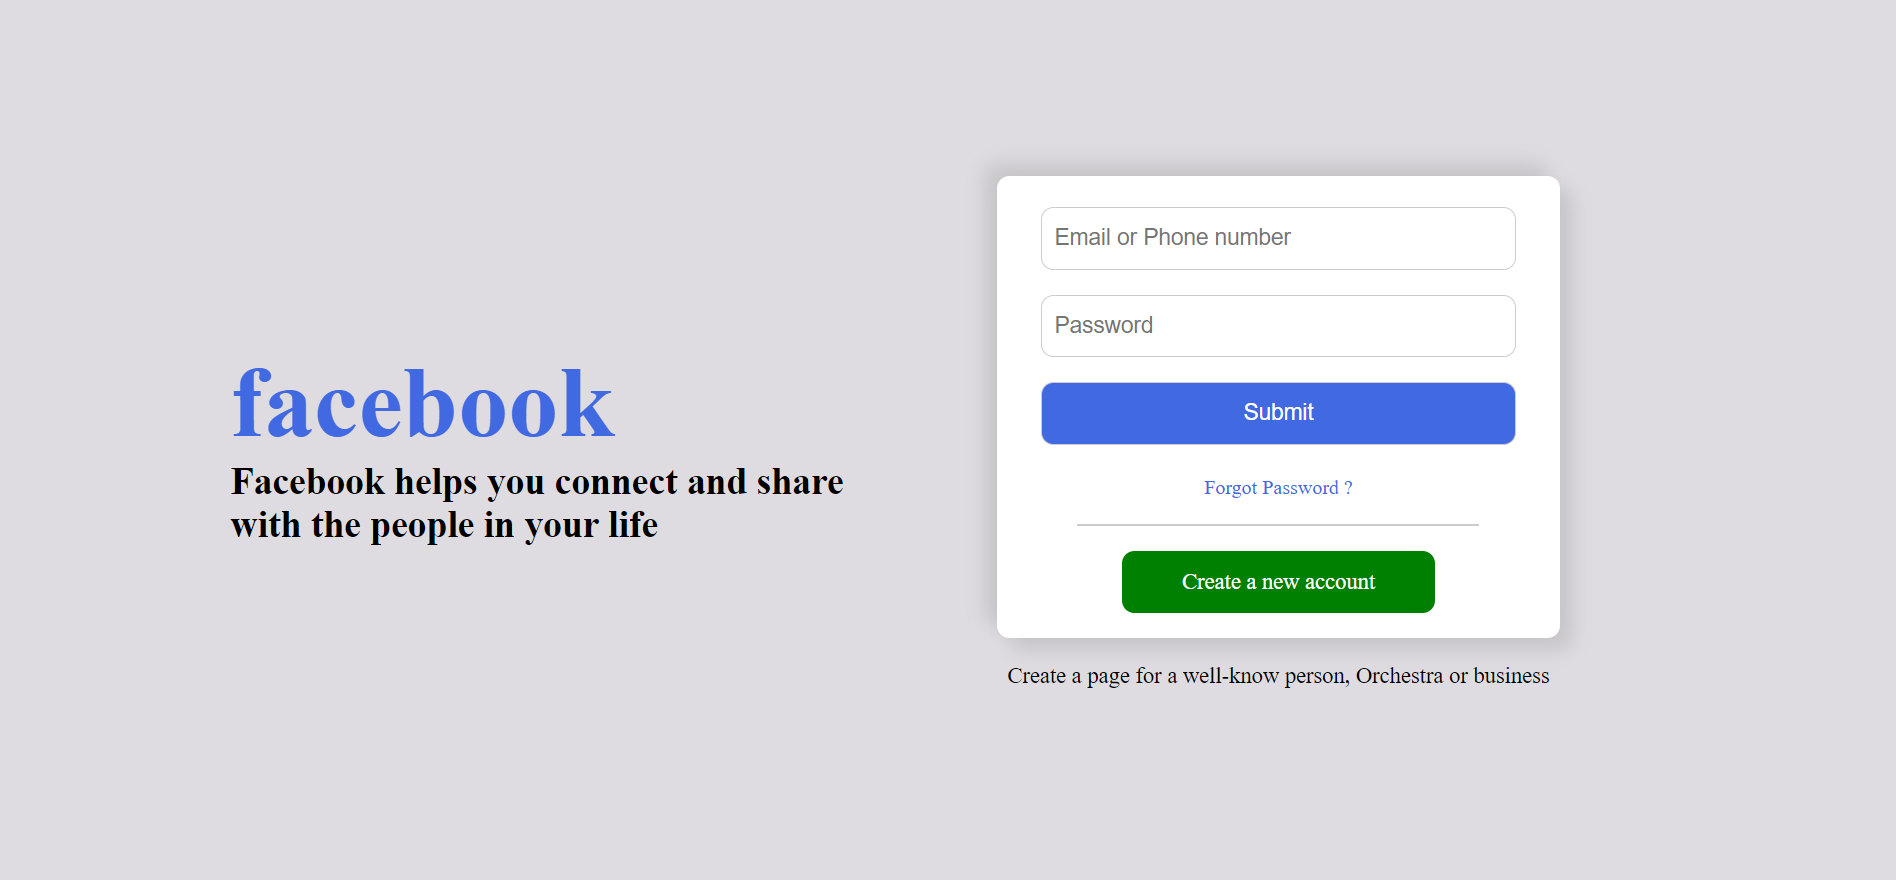 facebook
Facebook helps you connect and share
with the people in your life
Email or Phone number
Password
Submit
Forgot Password ?
Create a new account
Create a page for a well-know person, Orchestra or business